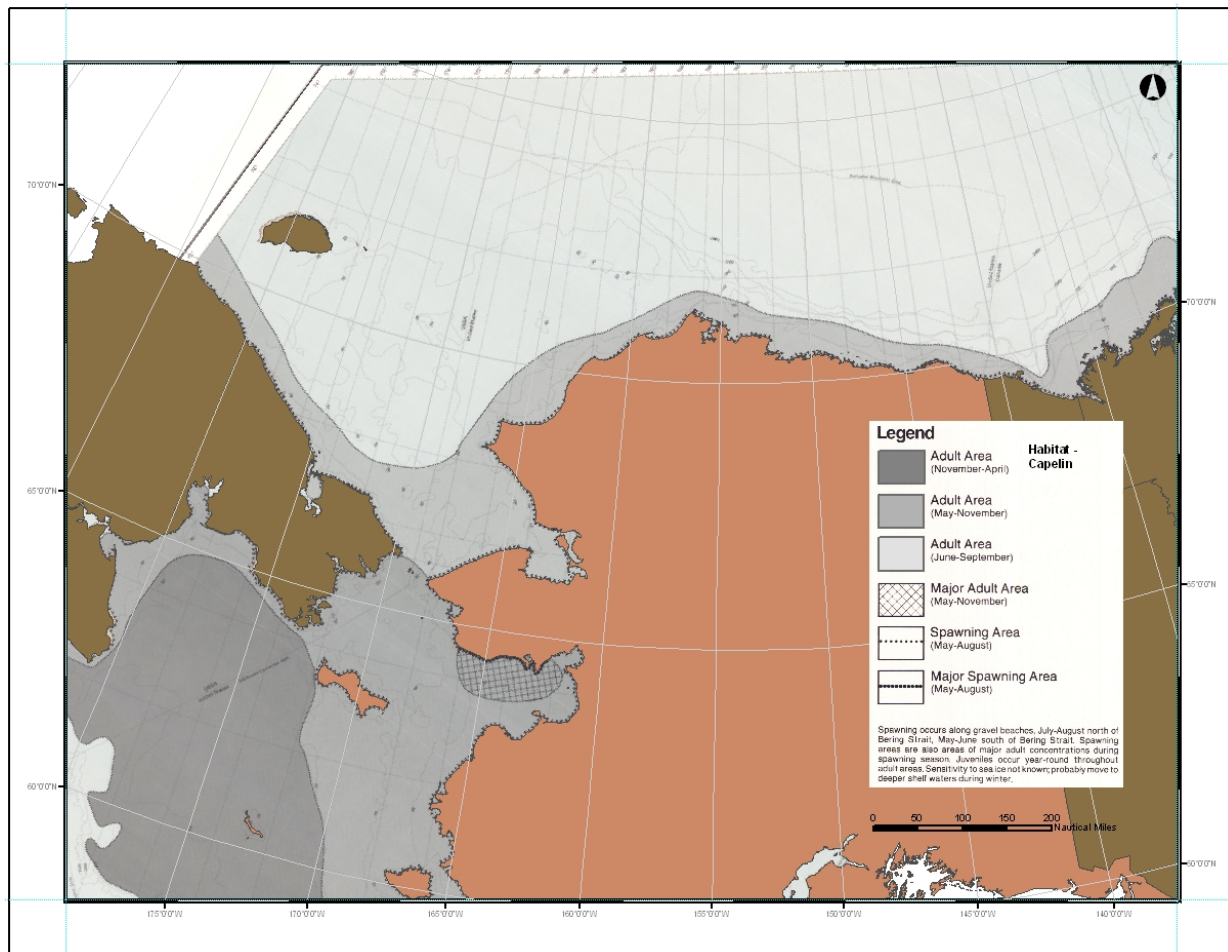 70°0'0"N
65°0'0"N
60°0'0"N
70°0'0"N
65°0'0"N
60°0'0"N
Legend
Habitat -
Capelin
Adult Area
(November-April)
Adult Area
(May-November)
Adult Area
(June-September)
Major Adult Area
(May-November)
Spawning Area
(May-August)
Major Spawning Area
(May-August)
Spawning occurs along gravel beaches, July-August north of
Bering Strait, May-June south of Bering Strait. Spawning
areas are also areas of major adult concentrations during
spawning season. Juveniles occur year-round throughout
adult areas. Sensitivity to sea ice not known; probably move to
deeper shelf waters during winter.
0 50 100 150 200
Nautical Miles
175°0'0"W 170°0'0"W 165°0'0"W 160°0'0"W 155°0'0"W 150°0'0"W 145°0'0"W 140°0'0"W